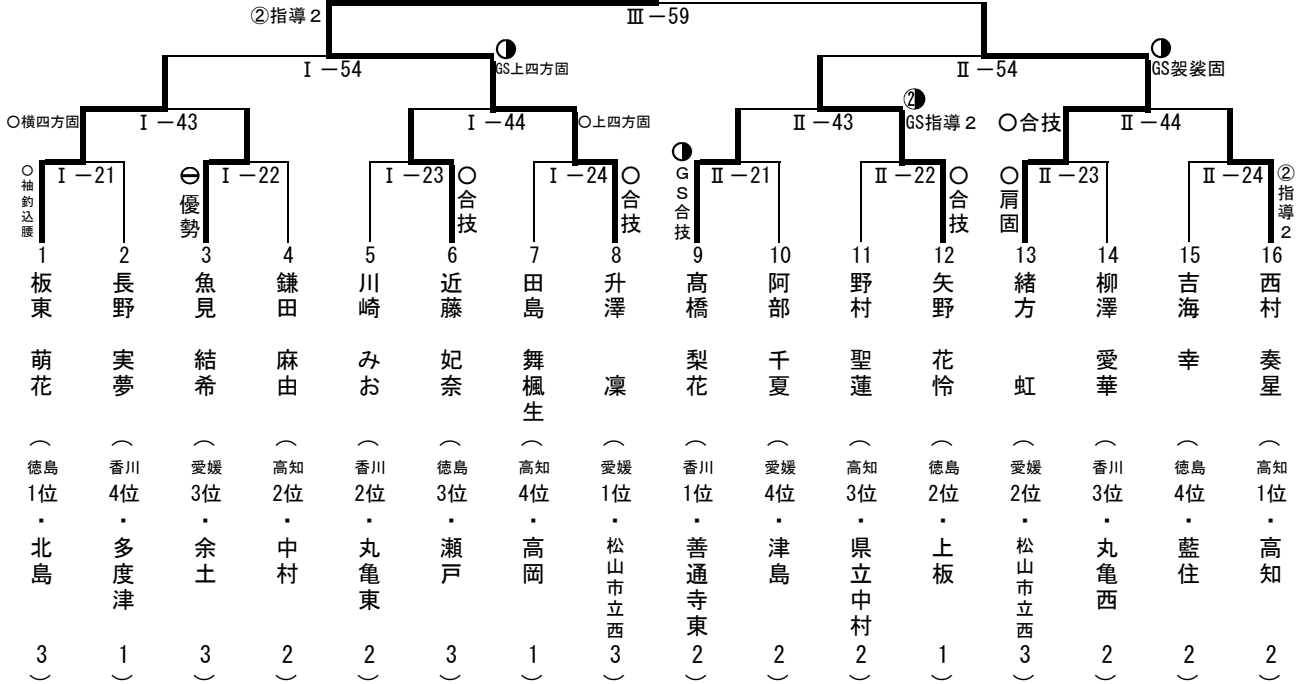 ②指導2
Ⅲ－59
Ⅰ－54
GS上四方固
Ⅱ－54
GS袈裟固
○横四方固
Ⅰ－43
Ⅰ－44
○上四方固
Ⅱ－43
②
GS指導2
○合技
Ⅱ－44
○袖釣込腰
Ⅰ－21
優勢
Ⅰ－22
Ⅰ－23
○合技
Ⅰ－24
○合技
GS合技
Ⅱ－21
Ⅱ－22
○合技
○肩固
Ⅱ－23
Ⅱ－24
②指導2
1 板東 萌花 （徳島1位・北島3）
2 長野 実夢 （香川4位・多度津1）
3 魚見 結希 （愛媛3位・余土3）
4 鎌田 麻由 （高知2位・中村2）
5 川崎 みお （香川2位・丸亀東2）
6 近藤 妃奈 （徳島3位・瀬戸3）
7 田島 舞楓生 （高知4位・高岡1）
8 升澤 凜 （愛媛1位・松山市立西3）
9 髙橋 梨花 （香川1位・善通寺東2）
10 阿部 千夏 （愛媛4位・津島2）
11 野村 聖蓮 （高知3位・県立中村2）
12 矢野 花怜 （徳島2位・上板1）
13 緒方 虹 （愛媛2位・松山市立西3）
14 柳澤 愛華 （香川3位・丸亀西2）
15 吉海 幸 （徳島4位・藍住2）
16 西村 奏星 （高知1位・高知2）